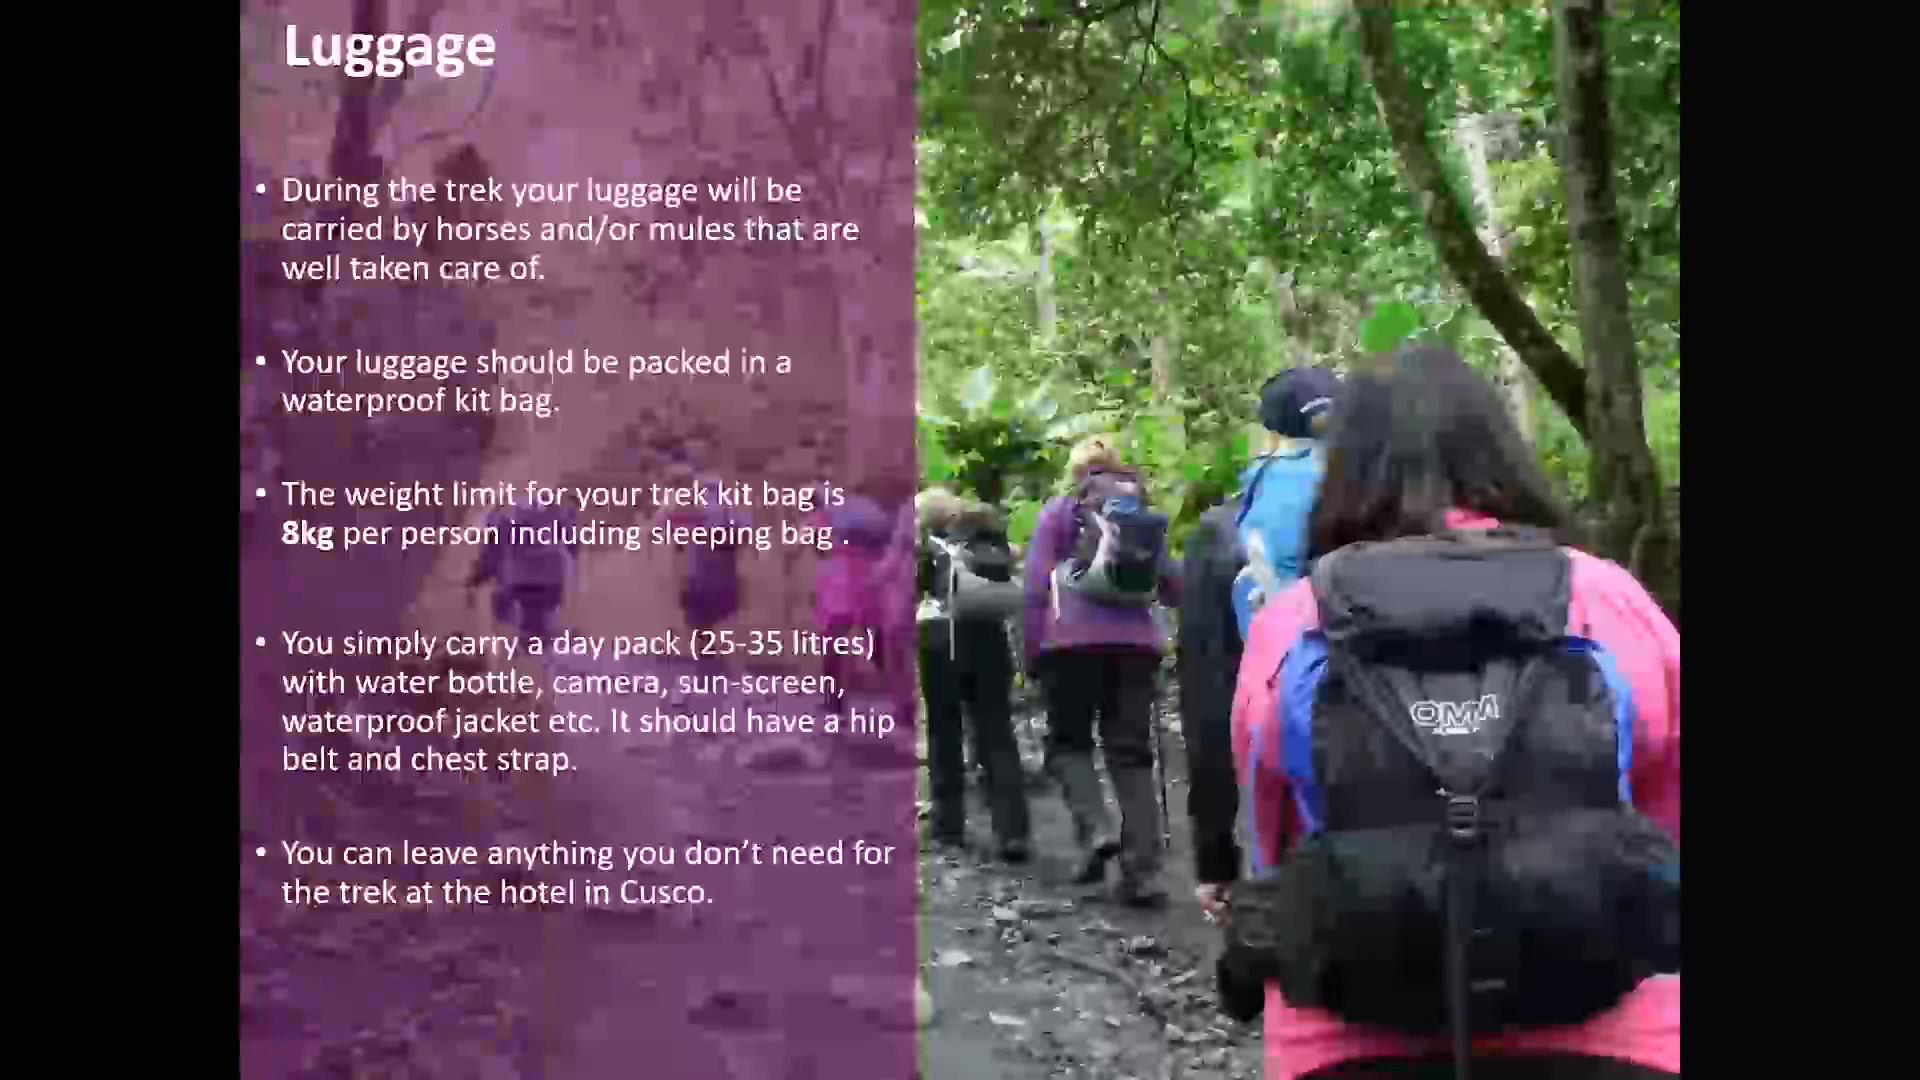 Luggage
• During the trek your luggage will be
carried by horses and/or mules that are
well taken care of.
• Your luggage should be packed in a
waterproof kit bag.
• The weight limit for your trek kit bag is
8kg per person including sleeping bag .
• You simply carry a day pack (25-35 litres)
with water bottle, camera, sun-screen,
waterproof jacket etc. It should have a hip
belt and chest strap.
• You can leave anything you don’t need for
the trek at the hotel in Cusco.
OMM